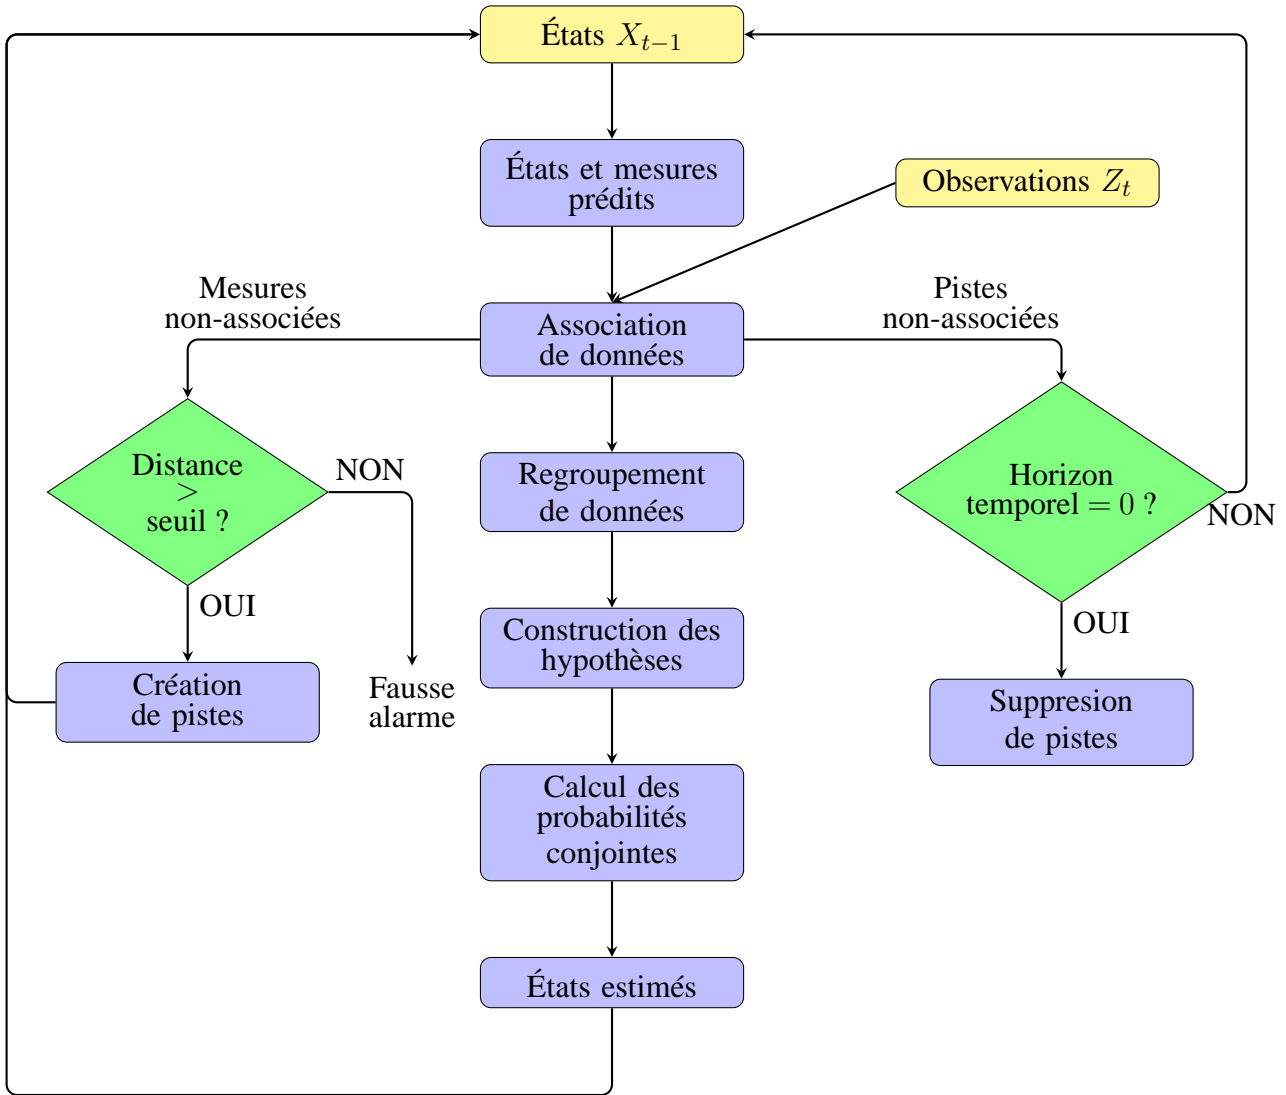 États $X_{t-1}$
États et mesures
prédits
Observations $Z_t$
Mesures
non-associées
Association
de données
Pistes
non-associées
Distance
>
seuil ?
NON
OUI
Regroupement
de données
Horizon
temporel = 0 ?
NON
OUI
Construction des
hypothèses
Création
de pistes
Fausse
alarme
Suppresion
de pistes
Calcul des
probabilités
conjointes
États estimés